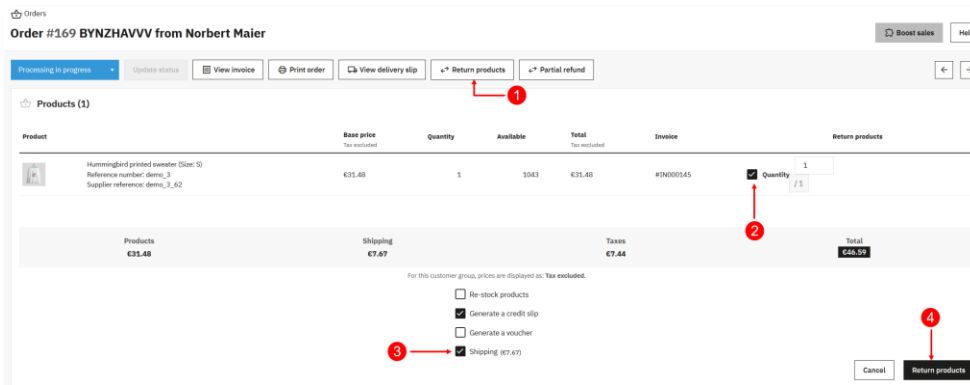 Orders
Order #169 BYNZHAVVV from Norbert Maier
Boost sales
Hel
Processing in progress
Update status
View invoice
Print order
View delivery slip
Return products
Partial refund
1
Products (1)
Product
Base price
Tax excluded
Quantity
Available
Total
Tax excluded
Invoice
Return products
Hummingbird printed sweater (Size: S)
Reference number: demo_3
Supplier reference: demo_3_62
€31.48
1
1043
€31.48
#IN000145
Quantity
1
/ 1
2
Products
€31.48
Shipping
€7.67
Taxes
€7.44
Total
€46.59
For this customer group, prices are displayed as: Tax excluded.
Re-stock products
Generate a credit slip
Generate a voucher
3
Shipping (€7.67)
4
Cancel
Return products